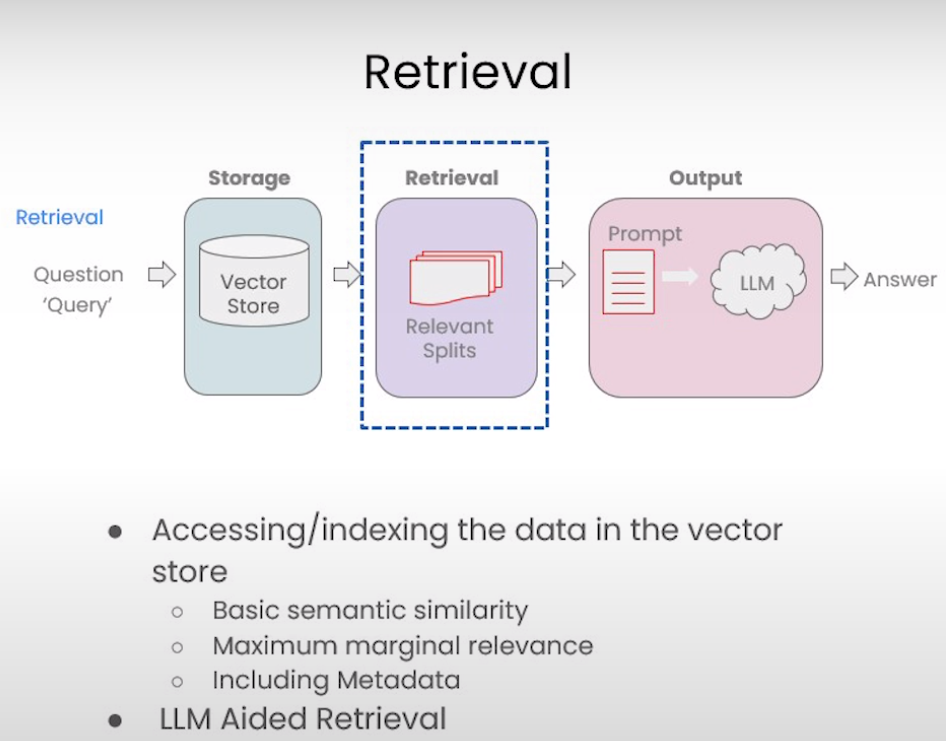 Retrieval
Storage
Retrieval
Output
Retrieval
Question
‘Query’
Vector
Store
Relevant
Splits
Prompt
LLM
Answer
● Accessing/indexing the data in the vector
store
○ Basic semantic similarity
○ Maximum marginal relevance
○ Including Metadata
● LLM Aided Retrieval